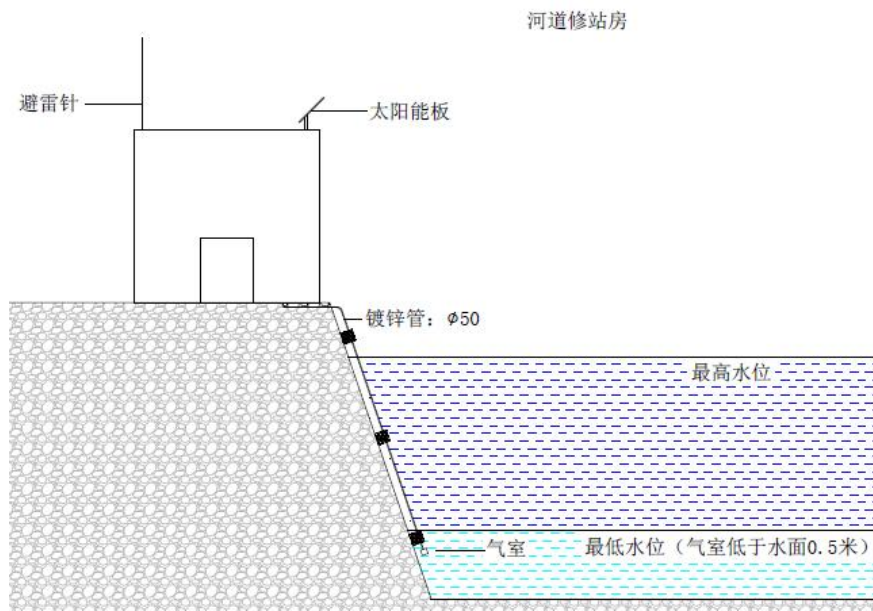 河道修站房
避雷针
太阳能板
镀锌管：Φ50
最高水位
气室
最低水位（气室低于水面0.5米）